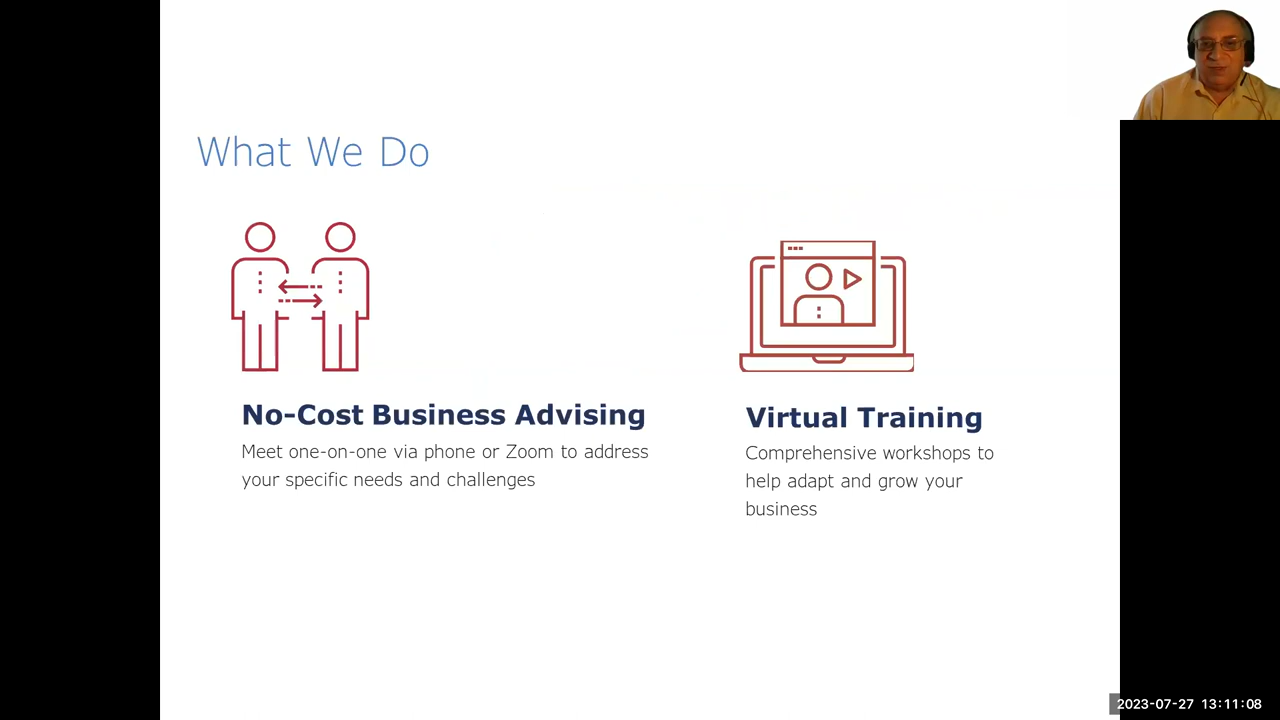 What We Do
No-Cost Business Advising
Meet one-on-one via phone or Zoom to address
your specific needs and challenges
Virtual Training
Comprehensive workshops to
help adapt and grow your
business
2023-07-27 13:11:08